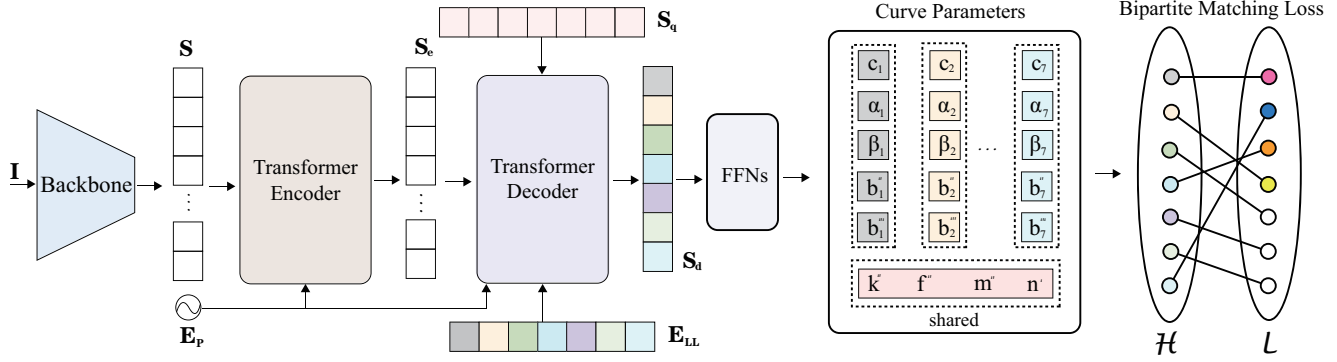 I
Backbone
S
E_P
Transformer
Encoder
S_e
S_q
Transformer
Decoder
E_LL
S_d
FFNs
Curve Parameters
c_1 c_2 c_7
α_1 α_2 α_7
β_1 β_2 ... β_7
b''_1 b''_2 b''_7
b'''_1 b'''_2 b'''_7
k'' f'' m'' n'
shared
Bipartite Matching Loss
H L